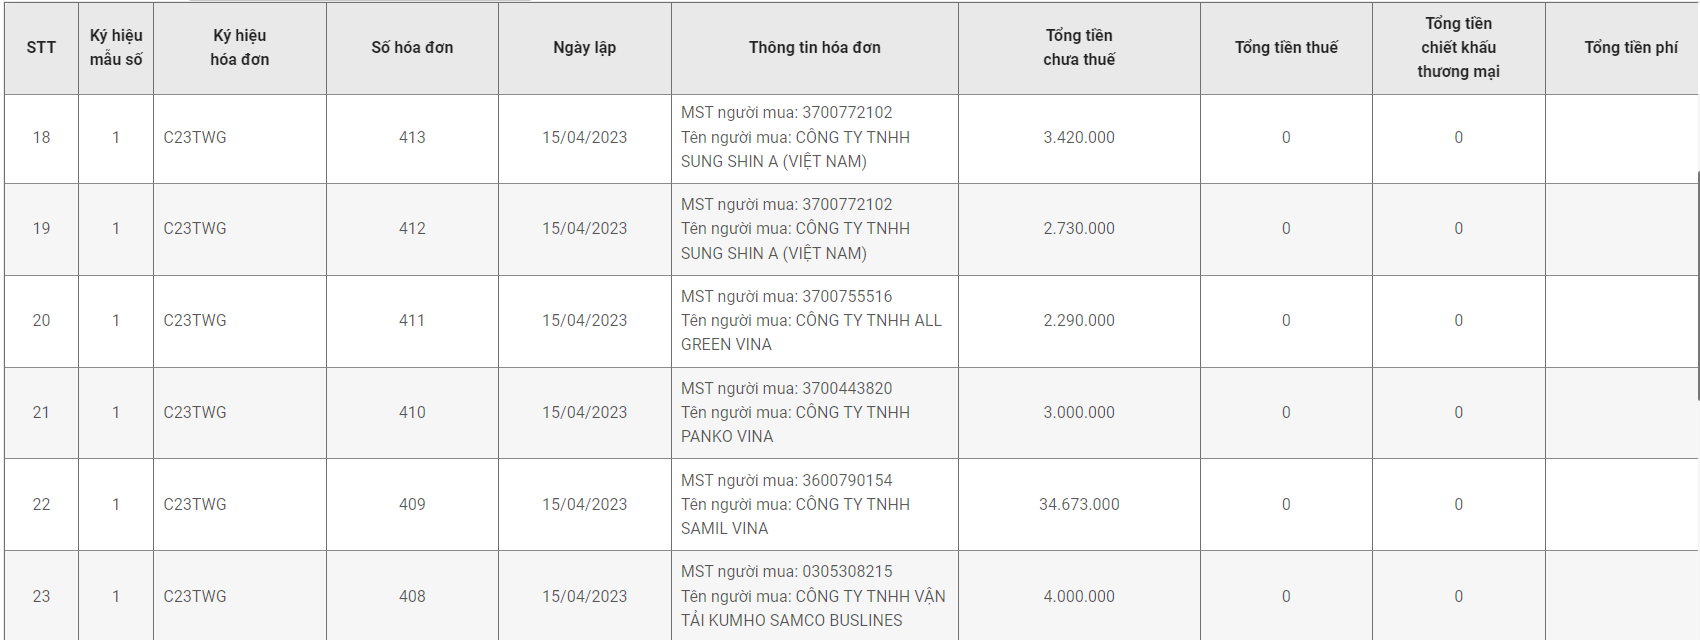 STT
Ký hiệu
mẫu số
Ký hiệu
hóa đơn
Số hóa đơn
Ngày lập
Thông tin hóa đơn
Tổng tiền
chưa thuế
Tổng tiền thuế
Tổng tiền
chiết khấu
thương mại
Tổng tiền phí
18
1
C23TWG
413
15/04/2023
MST người mua: 3700772102
Tên người mua: CÔNG TY TNHH
SUNG SHIN A (VIỆT NAM)
3.420.000
0
0
19
1
C23TWG
412
15/04/2023
MST người mua: 3700772102
Tên người mua: CÔNG TY TNHH
SUNG SHIN A (VIỆT NAM)
2.730.000
0
0
20
1
C23TWG
411
15/04/2023
MST người mua: 3700755516
Tên người mua: CÔNG TY TNHH ALL
GREEN VINA
2.290.000
0
0
21
1
C23TWG
410
15/04/2023
MST người mua: 3700443820
Tên người mua: CÔNG TY TNHH
PANKO VINA
3.000.000
0
0
22
1
C23TWG
409
15/04/2023
MST người mua: 3600790154
Tên người mua: CÔNG TY TNHH
SAMIL VINA
34.673.000
0
0
23
1
C23TWG
408
15/04/2023
MST người mua: 0305308215
Tên người mua: CÔNG TY TNHH VẬN
TẢI KUMHO SAMCO BUSLINES
4.000.000
0
0